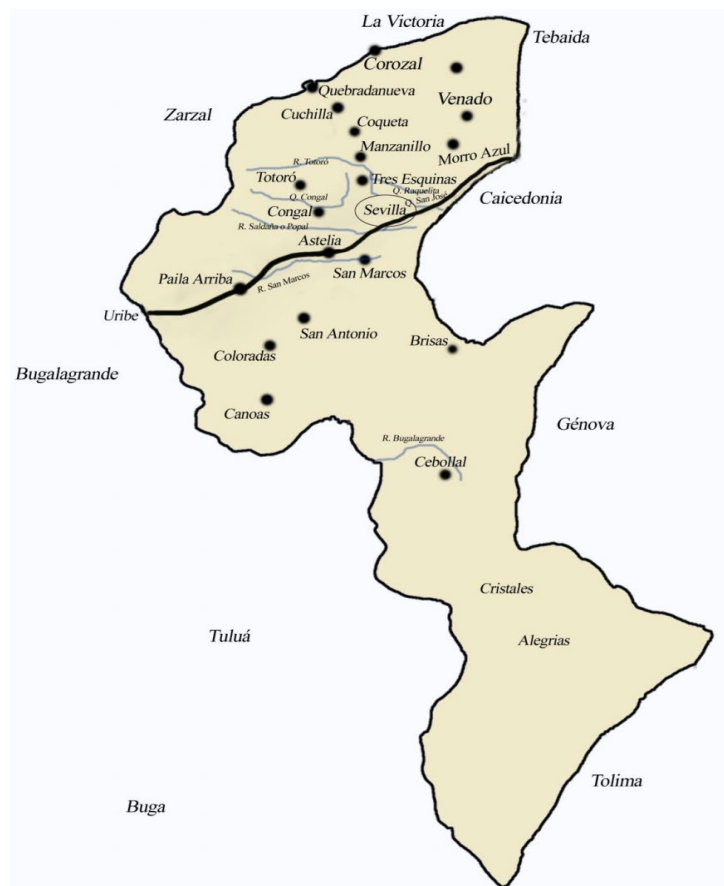 La Victoria
Tebaida
Corozal
Quebradanueva
Venado
Zarzal
Cuchilla
Coqueta
Manzanillo
Morro Azul
R. Totoró
Totoró
Tres Esquinas
Q. Raquelita
Q. Congal
Q. San José
Caicedonia
Congal
Sevilla
R. Saldaña o Popal
Astelia
San Marcos
Paila Arriba
R. San Marcos
Uribe
San Antonio
Brisas
Coloradas
Bugalagrande
Canoas
Génova
R. Bugalagrande
Cebollal
Cristales
Tuluá
Alegrias
Tolima
Buga